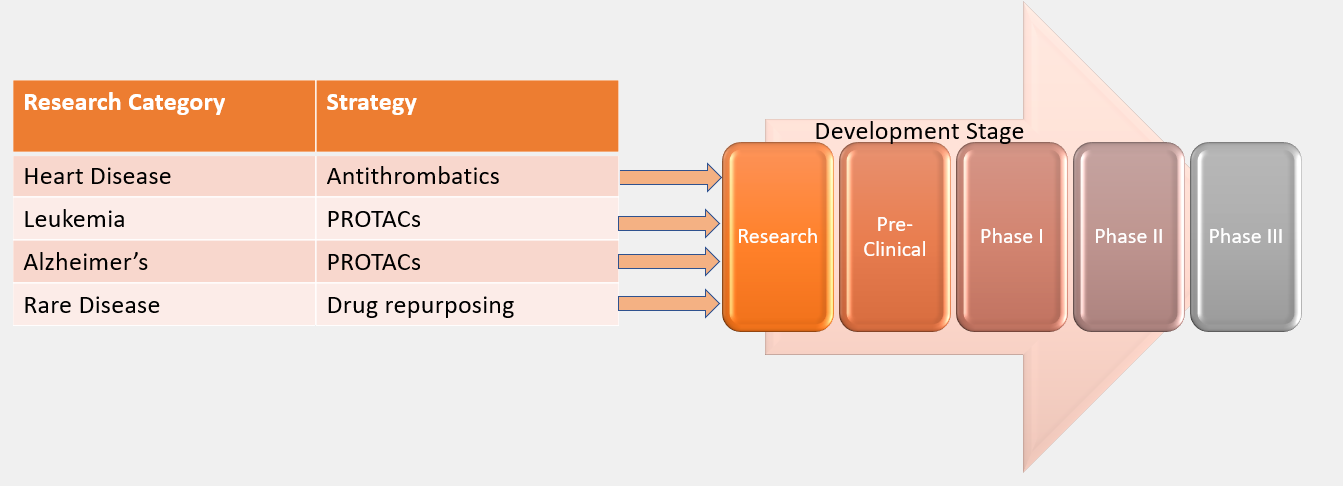 Research Category Strategy
Heart Disease Antithrombatics
Leukemia PROTACs
Alzheimer’s PROTACs
Rare Disease Drug repurposing
Development Stage
Research
Pre-
Clinical
Phase I
Phase II
Phase III